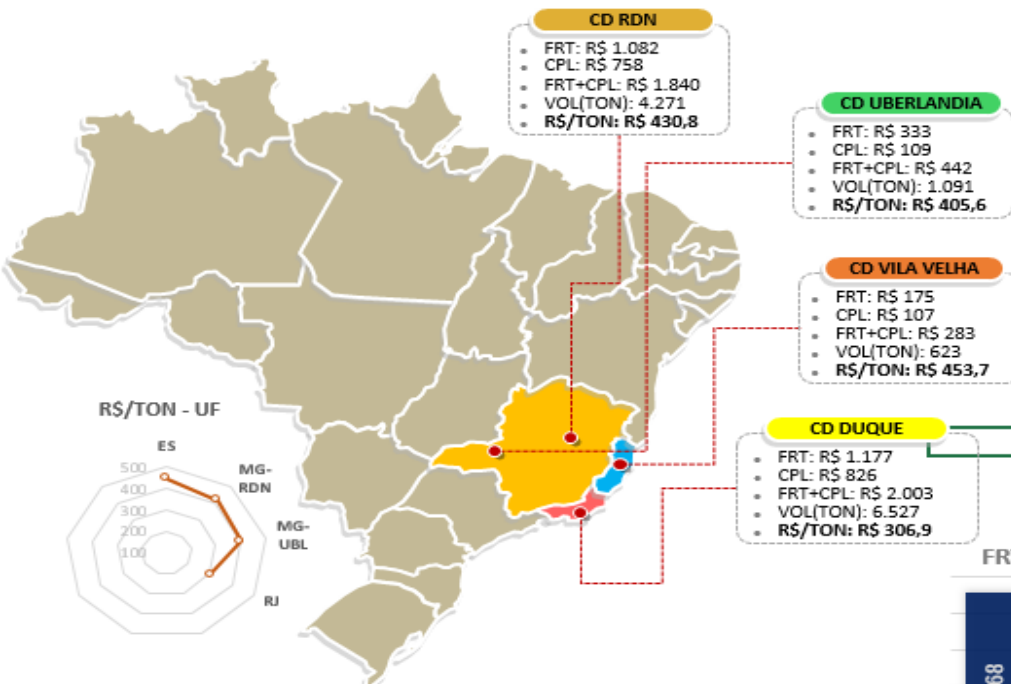 CD RDN
• FRT: R$ 1.082
• CPL: R$ 758
• FRT+CPL: R$ 1.840
• VOL(TON): 4.271
• R$/TON: R$ 430,8
CD UBERLANDIA
• FRT: R$ 333
• CPL: R$ 109
• FRT+CPL: R$ 442
• VOL(TON): 1.091
• R$/TON: R$ 405,6
CD VILA VELHA
• FRT: R$ 175
• CPL: R$ 107
• FRT+CPL: R$ 283
• VOL(TON): 623
• R$/TON: R$ 453,7
CD DUQUE
• FRT: R$ 1.177
• CPL: R$ 826
• FRT+CPL: R$ 2.003
• VOL(TON): 6.527
• R$/TON: R$ 306,9
R$/TON - UF
ES
MG-
RDN
MG-
UBL
RJ
500
400
300
200
100
FR
68